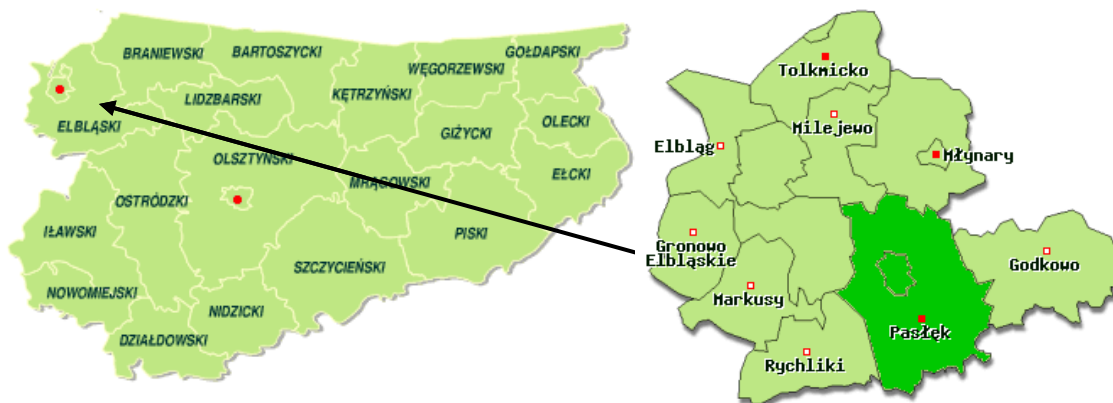 BRANIEWSKI
BARTOSZYCKI
GOŁDAPSKI
WĘGORZEWSKI
KĘTRZYŃSKI
LIDZBARSKI
ELBLĄSKI
GIŻYCKI
OLECKI
OLSZTYŃSKI
EŁCKI
MRĄGOWSKI
OSTRÓDZKI
IŁAWSKI
PISKI
SZCZYCIEŃSKI
NOWOMIEJSKI
NIDZICKI
DZIAŁDOWSKI
Tolkmicko
Milejewo
Elbląg
Młynary
Gronowo
Elbląskie
Godkowo
Markusy
Pasłęk
Rychliki